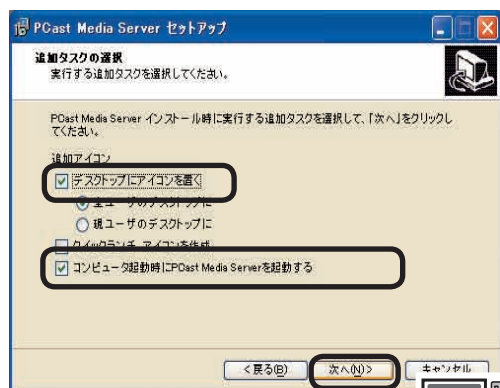 PCast Media Server セットアップ
追加タスクの選択
実行する追加タスクを選択してください。
PCast Media Server インストール時に実行する追加タスクを選択して、「次へ」をクリックし
てください。
追加アイコン
デスクトップにアイコンを置く
全ユーザのデスクトップに
現ユーザのデスクトップに
クイックランチ アイコンを作成
コンピュータ起動時にPCast Media Serverを起動する
< 戻る(B) 次へ(N) > キャンセル